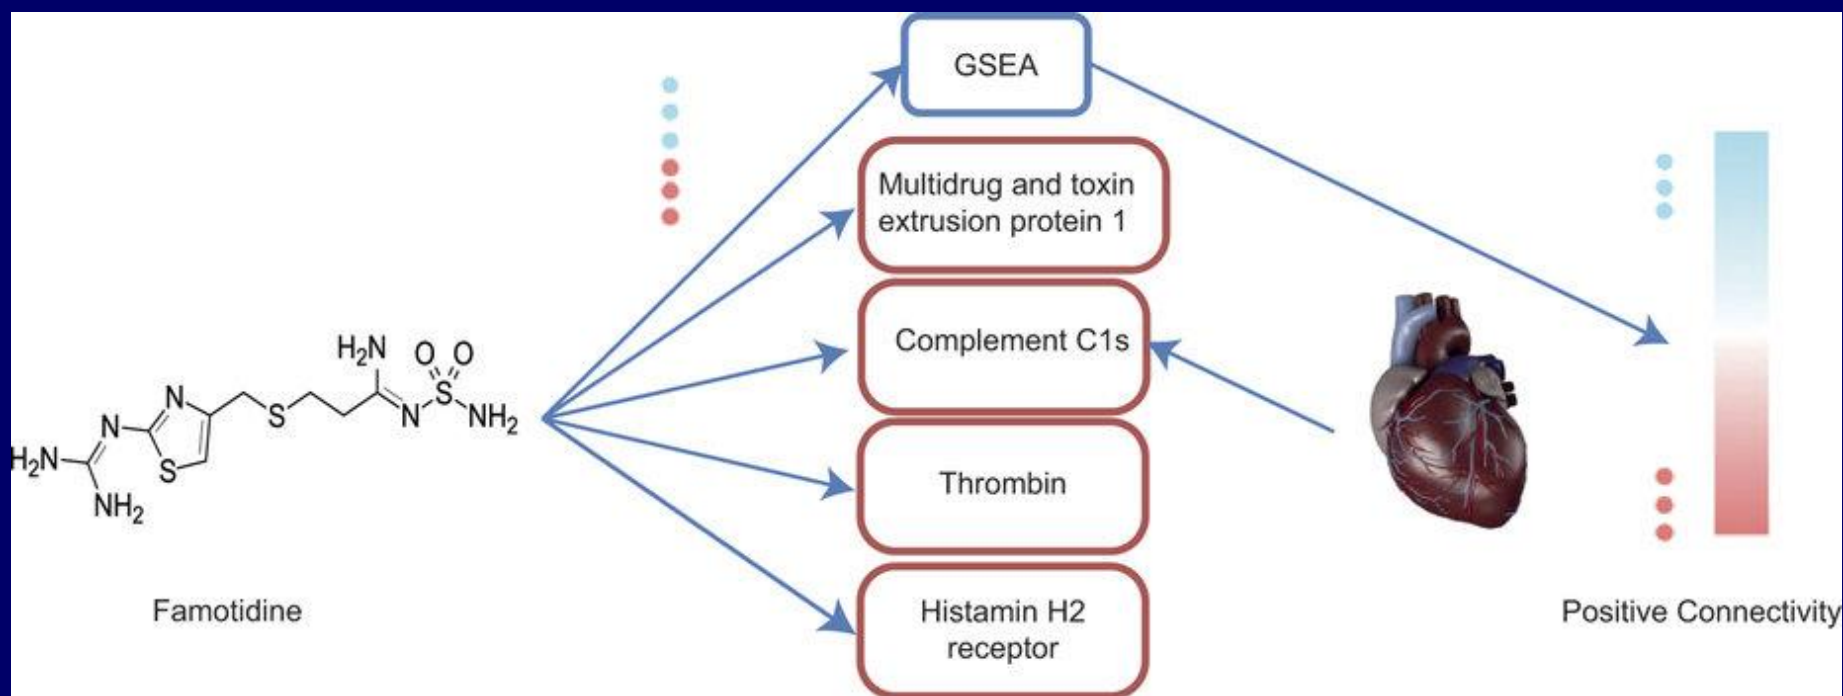 GSEA
Multidrug and toxin
extrusion protein 1
Complement C1s
Thrombin
Histamin H2
receptor
H₂N
O O
N
S
S
N
NH₂
N
H₂N
S
NH₂
Famotidine
Positive Connectivity